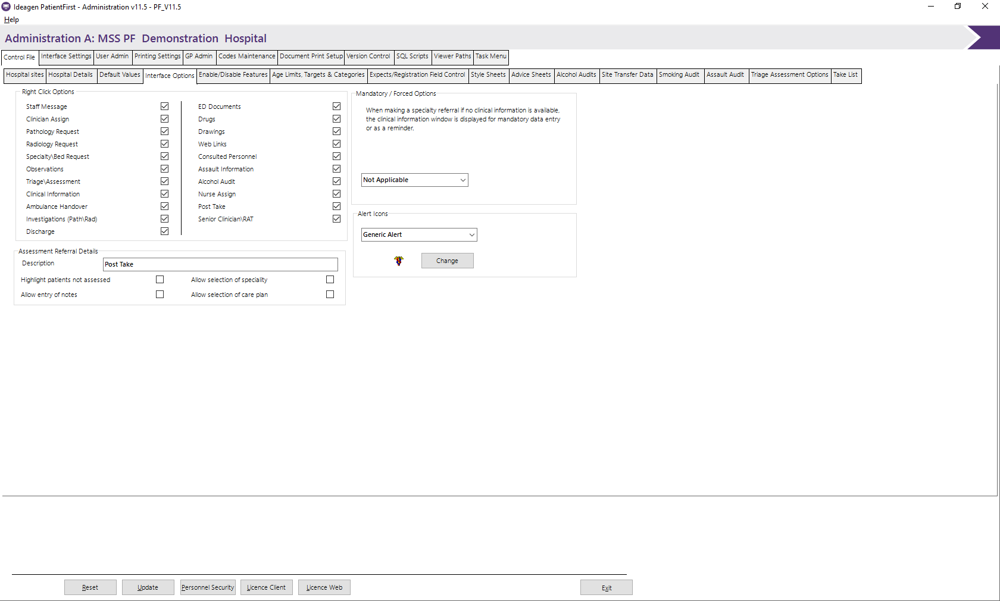 Ideagen PatientFirst - Administration v11.5 - PF_V11.5
Help
Administration A: MSS PF Demonstration Hospital
Control File Interface Settings User Admin Printing Settings GP Admin Codes Maintenance Document Print Setup Version Control SQL Scripts Viewer Paths Task Menu
Hospital sites Hospital Details Default Values Interface Options Enable/Disable Features Age Limits, Targets & Categories Expects/Registration Field Control Style Sheets Advice Sheets Alcohol Audits Site Transfer Data Smoking Audit Assault Audit Triage Assessment Options Take List
Right Click Options
Staff Message
Clinician Assign
Pathology Request
Radiology Request
Specialty\Bed Request
Observations
Triage\Assessment
Clinical Information
Ambulance Handover
Investigations (Path\Rad)
Discharge
ED Documents
Drugs
Drawings
Web Links
Consulted Personnel
Assault Information
Alcohol Audit
Nurse Assign
Post Take
Senior Clinician\RAT
Mandatory / Forced Options
When making a specialty referral if no clinical information is available,
the clinical information window is displayed for mandatory data entry
or as a reminder.
Not Applicable
Alert Icons
Generic Alert
Change
Assessment Referral Details
Description Post Take
Highlight patients not assessed Allow selection of speciality
Allow entry of notes Allow selection of care plan
Reset Update Personnel Security Licence Client Licence Web Exit